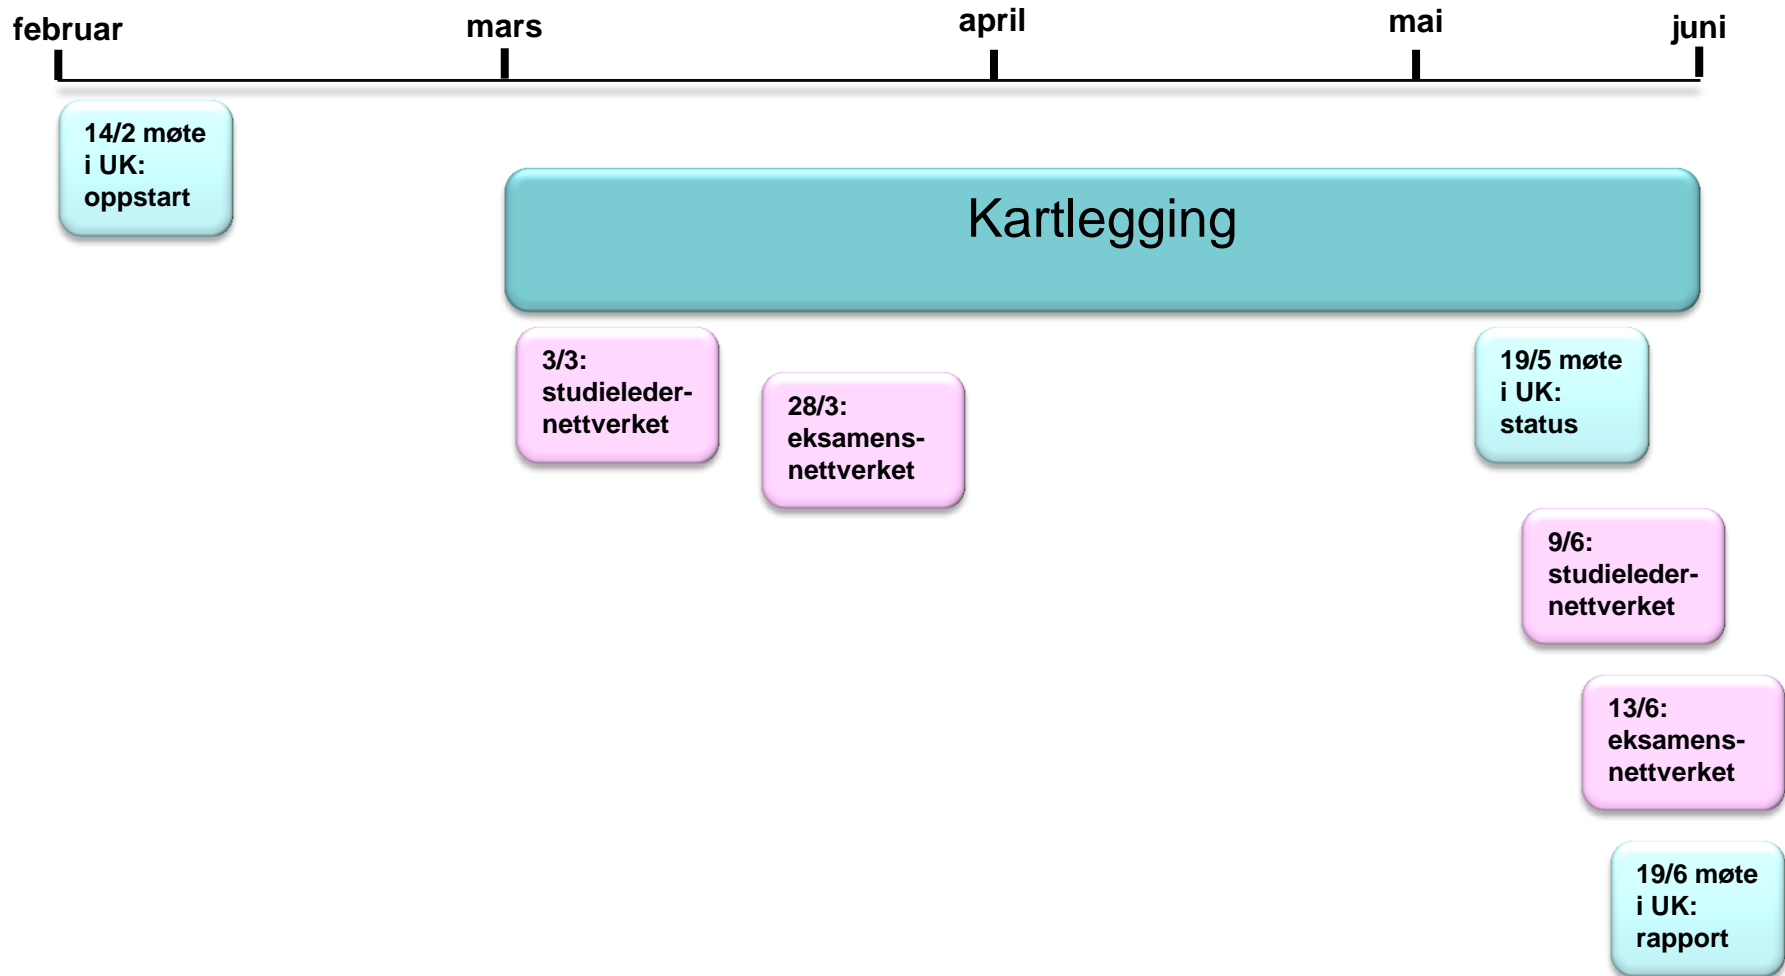 februar
mars
april
mai
juni
14/2 møte
i UK:
oppstart
Kartlegging
3/3:
studieleder-
nettverket
28/3:
eksamens-
nettverket
19/5 møte
i UK:
status
9/6:
studieleder-
nettverket
13/6:
eksamens-
nettverket
19/6 møte
i UK:
rapport